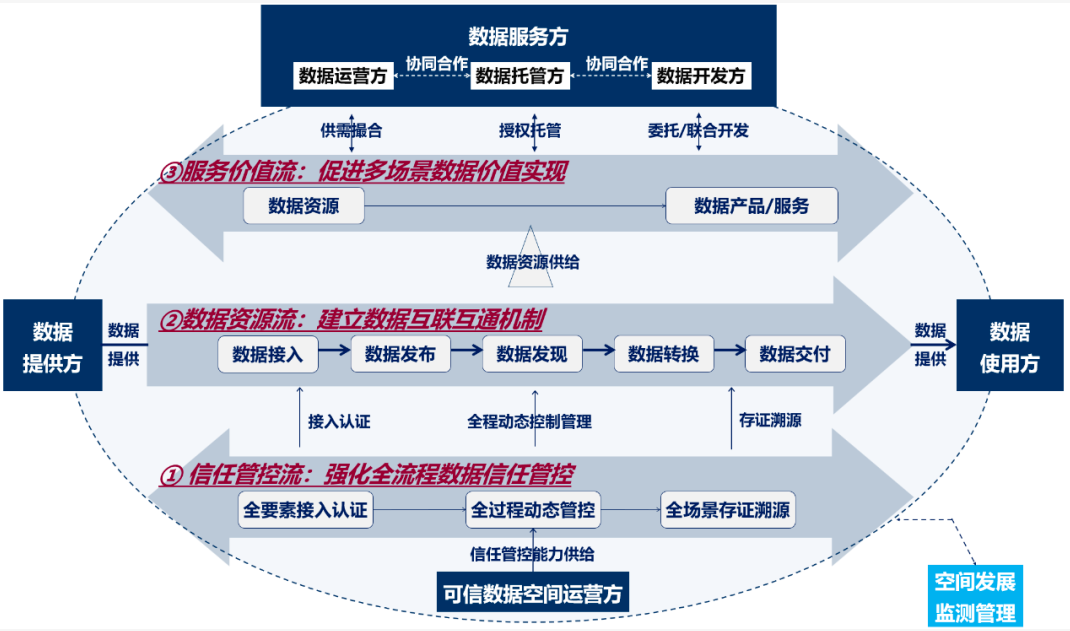 数据服务方
数据运营方
协同合作
数据托管方
协同合作
数据开发方
供需撮合
授权托管
委托/联合开发
③服务价值流：促进多场景数据价值实现
数据资源
数据产品/服务
数据资源供给
数据
提供方
数据
提供
②数据资源流：建立数据互联互通机制
数据接入
数据发布
数据发现
数据转换
数据交付
数据
提供
数据
使用方
接入认证
全程动态控制管理
存证溯源
① 信任管控流：强化全流程数据信任管控
全要素接入认证
全过程动态管控
全场景存证溯源
信任管控能力供给
可信数据空间运营方
空间发展
监测管理